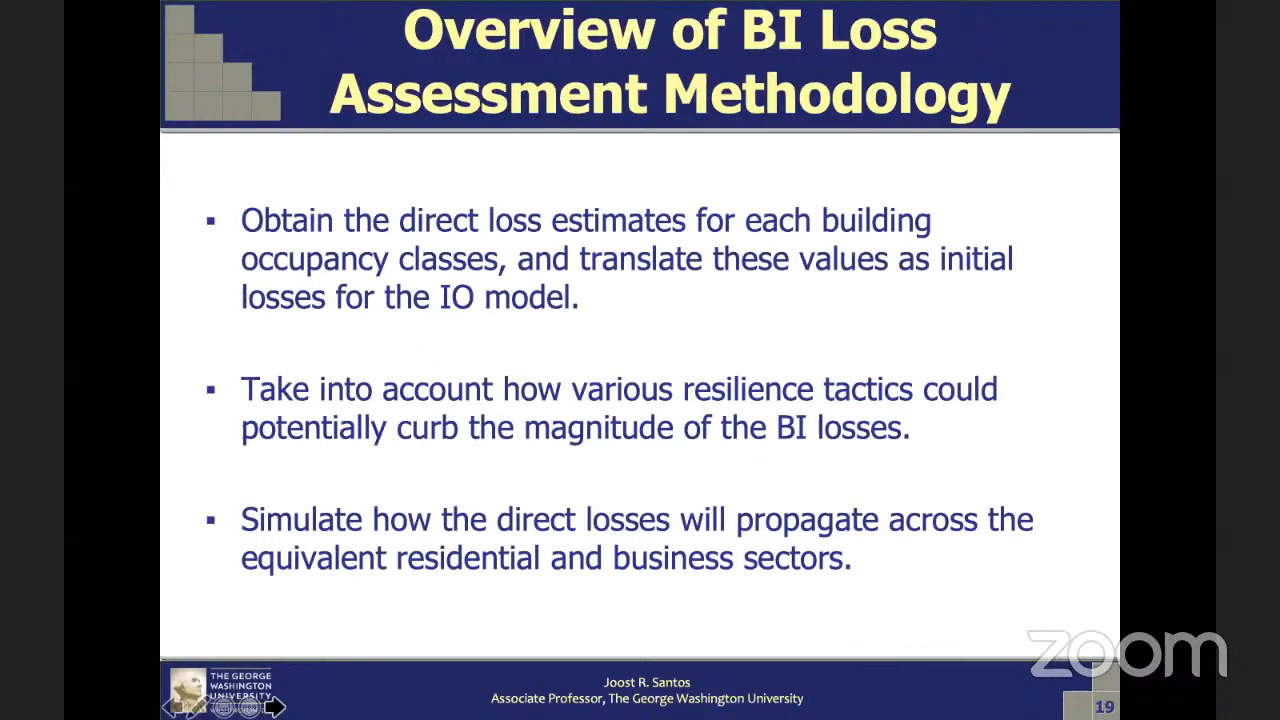 Overview of BI Loss
Assessment Methodology
▪ Obtain the direct loss estimates for each building
occupancy classes, and translate these values as initial
losses for the IO model.
▪ Take into account how various resilience tactics could
potentially curb the magnitude of the BI losses.
▪ Simulate how the direct losses will propagate across the
equivalent residential and business sectors.
zoom
THE GEORGE
WASHINGTON
UNIVERSITY
Joost R. Santos
Associate Professor, The George Washington University
19